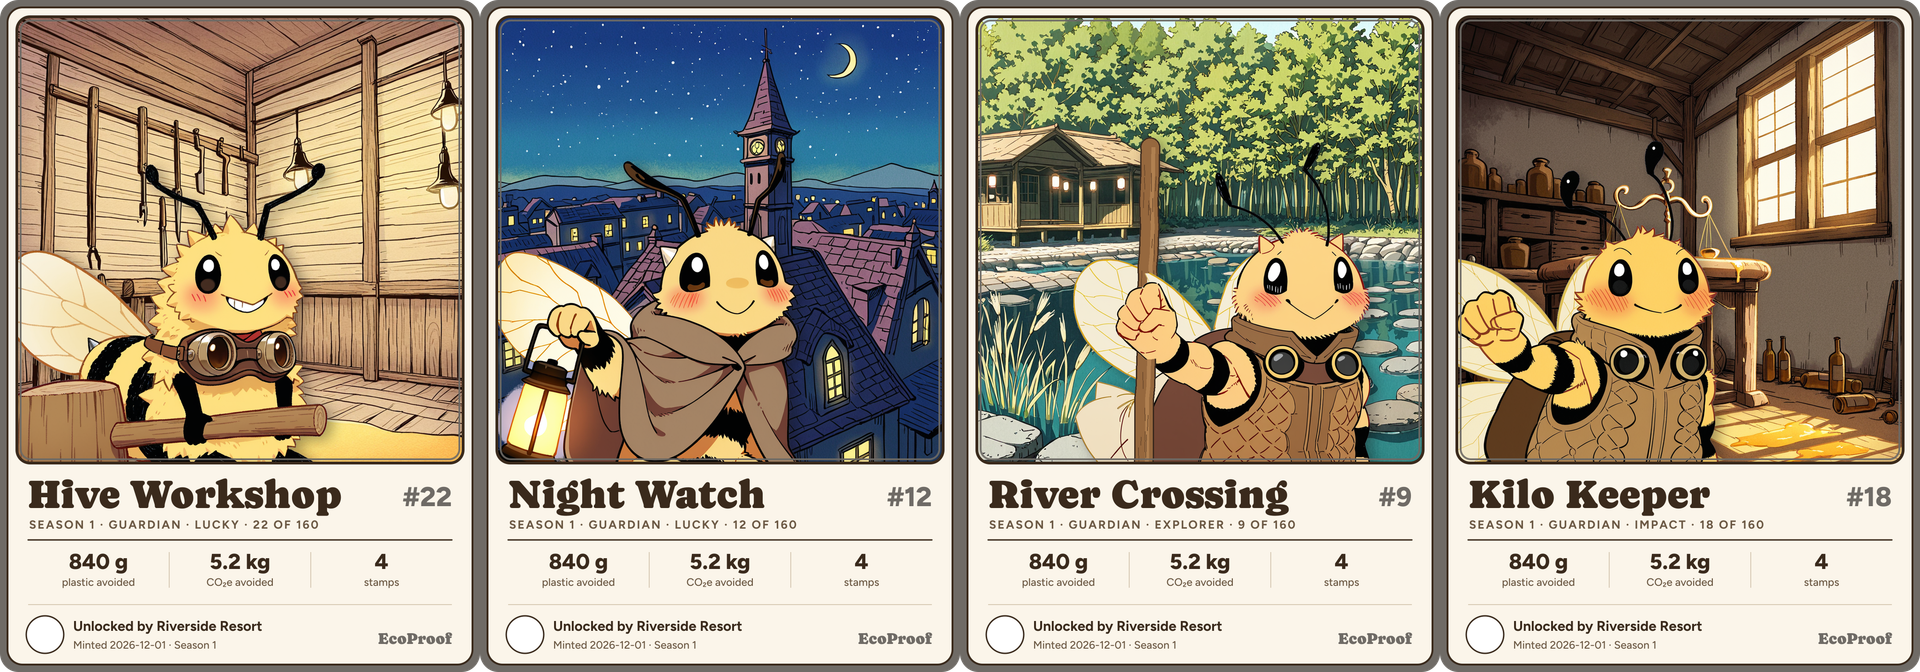 Hive Workshop #22
SEASON 1 · GUARDIAN · LUCKY · 22 OF 160
840 g 5.2 kg 4
plastic avoided CO₂e avoided stamps
Unlocked by Riverside Resort
Minted 2026-12-01 · Season 1
EcoProof
Night Watch #12
SEASON 1 · GUARDIAN · LUCKY · 12 OF 160
840 g 5.2 kg 4
plastic avoided CO₂e avoided stamps
Unlocked by Riverside Resort
Minted 2026-12-01 · Season 1
EcoProof
River Crossing #9
SEASON 1 · GUARDIAN · EXPLORER · 9 OF 160
840 g 5.2 kg 4
plastic avoided CO₂e avoided stamps
Unlocked by Riverside Resort
Minted 2026-12-01 · Season 1
EcoProof
Kilo Keeper #18
SEASON 1 · GUARDIAN · IMPACT · 18 OF 160
840 g 5.2 kg 4
plastic avoided CO₂e avoided stamps
Unlocked by Riverside Resort
Minted 2026-12-01 · Season 1
EcoProof